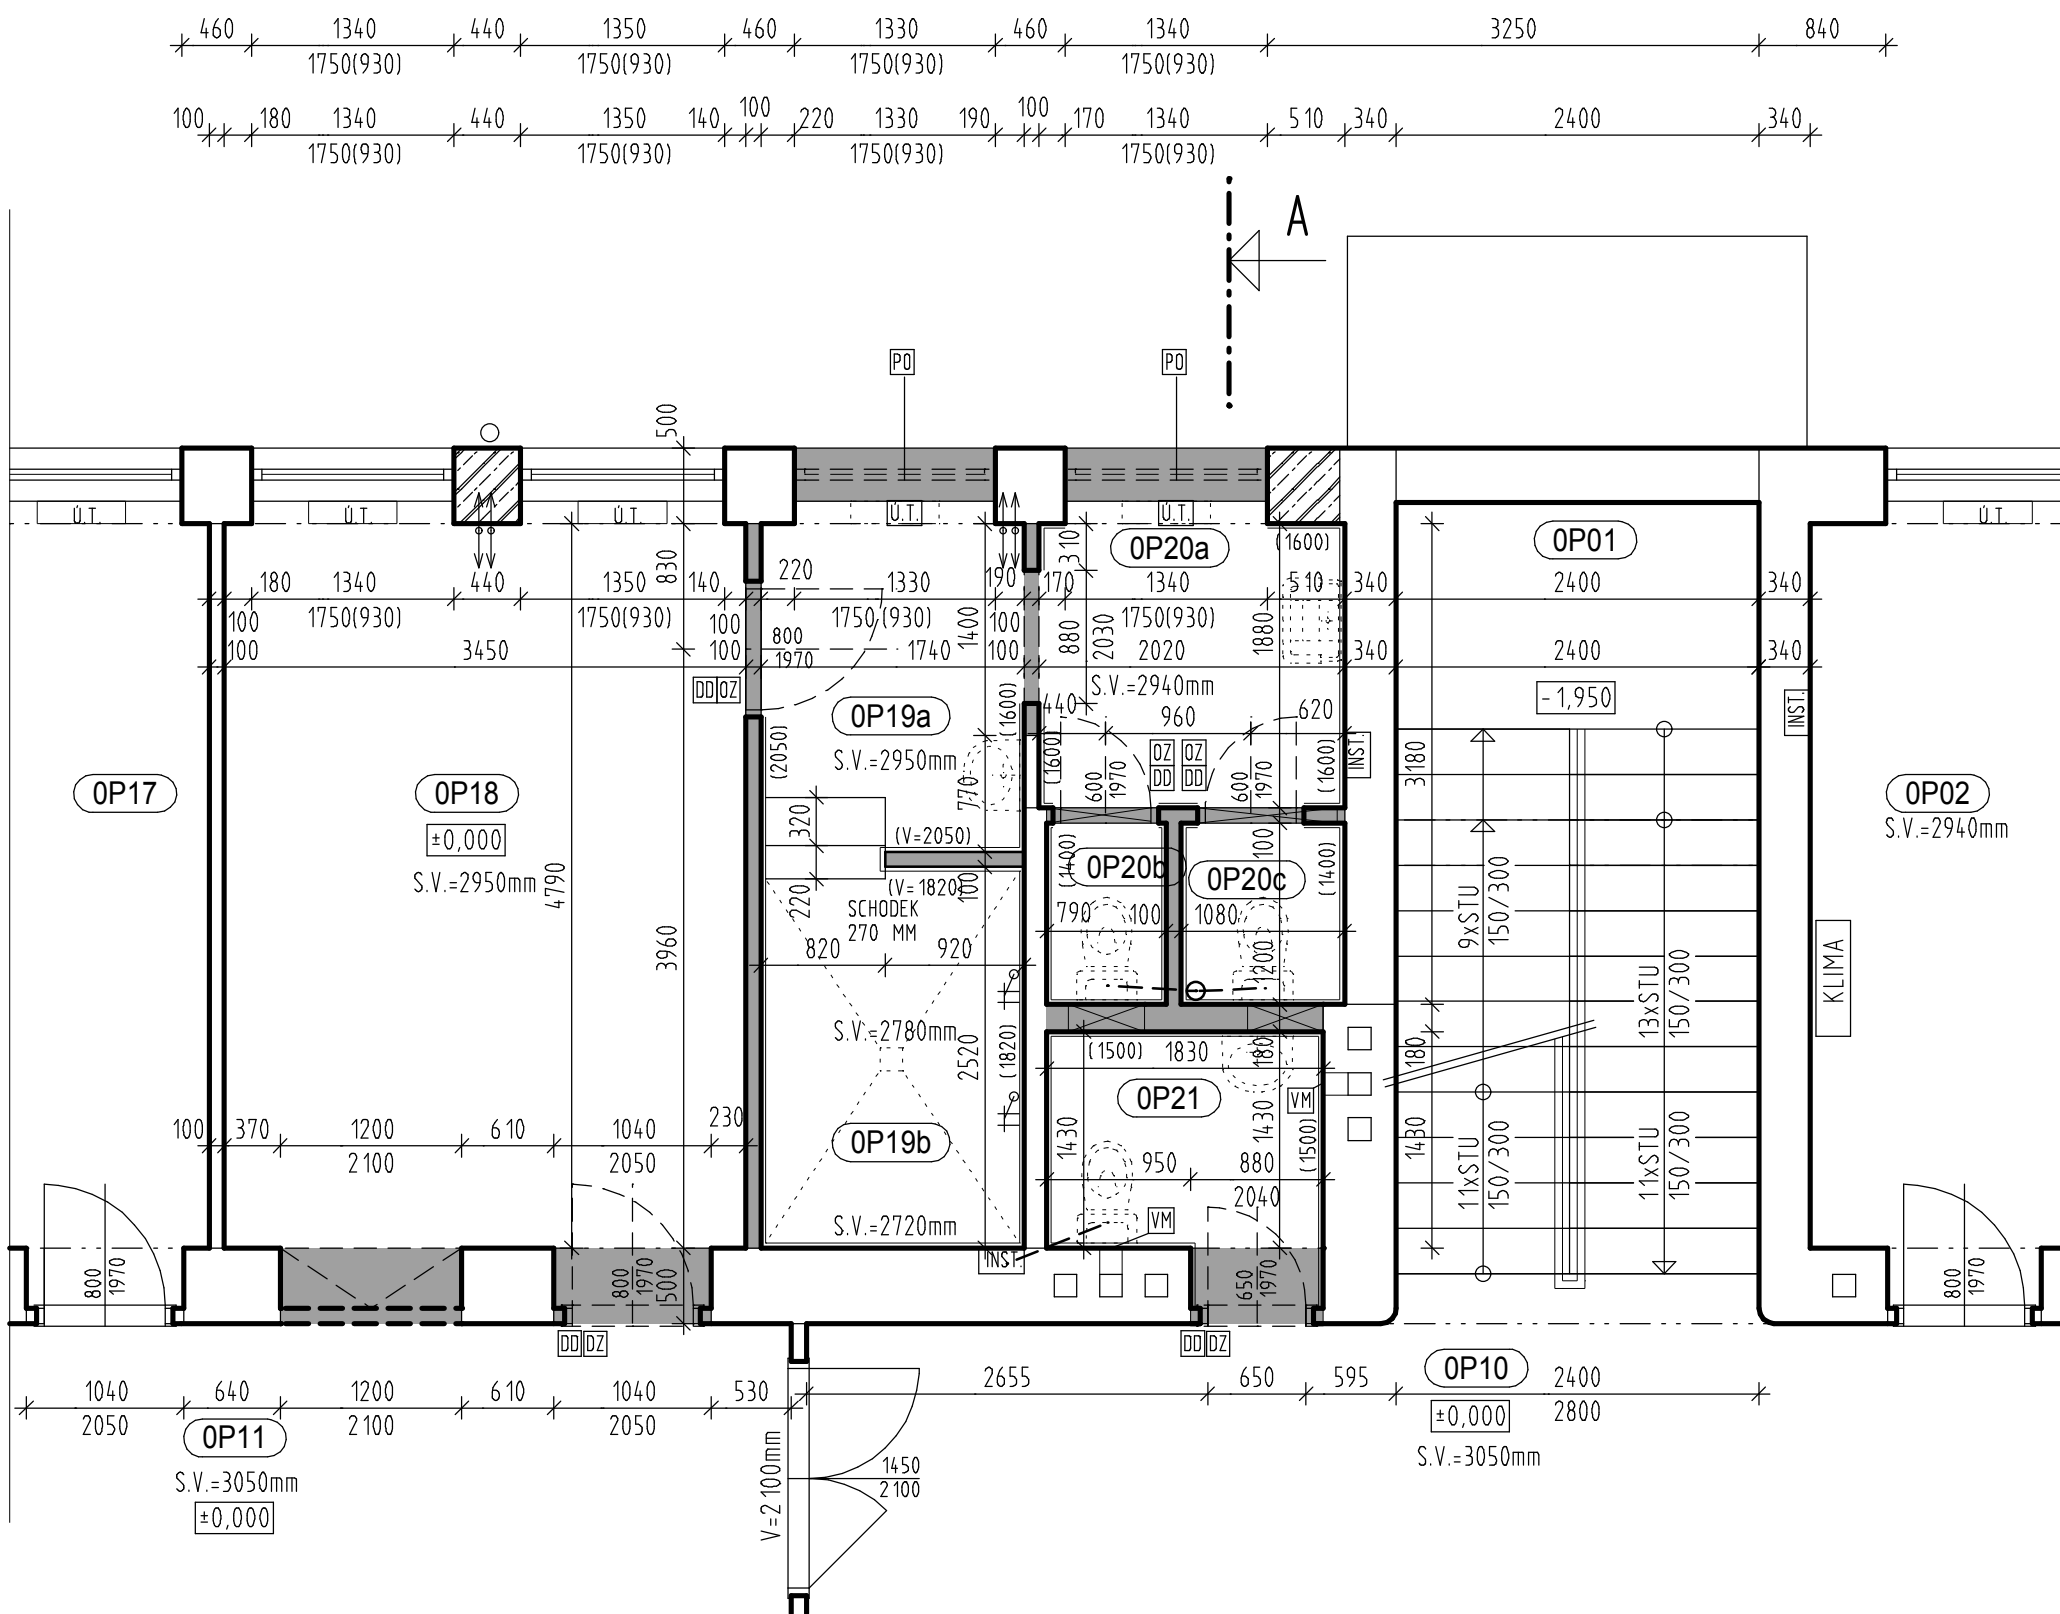 460 1340 440 1350 460 1330 460 1340 3250 840
1750(930) 1750(930) 1750(930) 1750(930)
100 180 1340 440 1350 140 100 220 1330 190 100 170 1340 510 340 2400 340
1750(930) 1750(930) 1750(930) 1750(930)
A
PO PO
500
Ú.T. Ú.T. Ú.T. Ú.T. Ú.T. Ú.T.
0P20a (1600) 0P01
830 310
180 1340 440 1350 140 220 1330 190 170 1340 510 340 2400 340
1750(930) 1750(930) 1750(930) 1750(930)
100 100 100
800
1970
1400 880 2030 1880
100 3450 100 1740 100 2020 340 2400 340
S.V.=2940mm
DD OZ
0P19a
S.V.=2950mm
(2050) (1600)
440 960 620
-1,950
INST.
(1600) OZ OZ (1600) INST.
DD DD
600
1970
600
1970
3180
0P17 0P18
±0,000
S.V.=2950mm
0P02
S.V.=2940mm
770
320
(V=2050)
(V=1820)
100
220
SCHODEK
270 MM
820 920
4790
3960
100
(1400) 0P20b 0P20c (1400)
790 100 1080
1200
9xSTU
150/300
13xSTU
150/300
KLIMA
S.V.=2780mm
2520
(1820)
(1500) 1830 180
180
0P21
VM
0P19b
1430 1430 (1500) 1430
950 880
2040
VM
11xSTU
150/300
11xSTU
150/300
100 370 1200 610 1040 230
2100 2050
S.V.=2720mm
INST.
800
1970
800
1970
500
650
1970
800
1970
DD DZ DD DZ
1040 640 1200 610 1040 530 2655 650 595 2400
2050 2100 2050 2800
0P10
±0,000
S.V.=3050mm
0P11
S.V.=3050mm
±0,000
V=2100mm
1450
2100